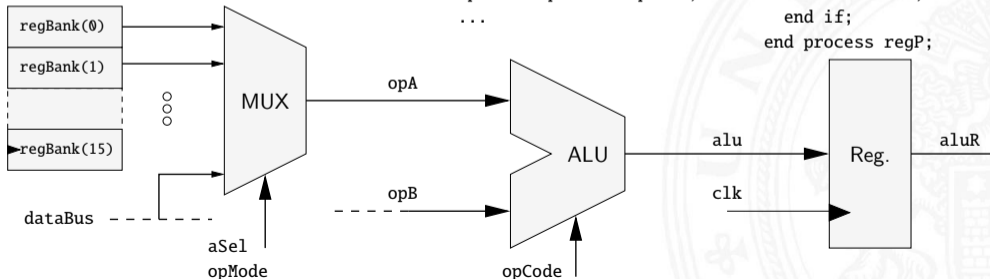 ...
end if;
end process regP;
regBank(0)
regBank(1)
regBank(15)
MUX
opA
ALU
alu
Reg.
aluR
clk
opB
dataBus
aSel
opMode
opCode